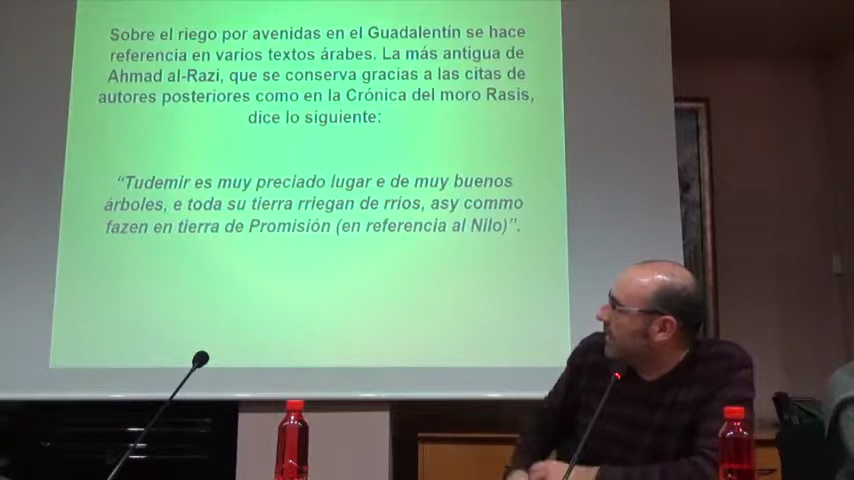 Sobre el riego por avenidas en el Guadalentín se hace
referencia en varios textos árabes. La más antigua de
Ahmad al-Razi, que se conserva gracias a las citas de
autores posteriores como en la Crónica del moro Rasis,
dice lo siguiente:
“Tudemir es muy preciado lugar e de muy buenos
árboles, e toda su tierra rriegan de rríos, asy commo
fazen en tierra de Promisión (en referencia al Nilo)”.